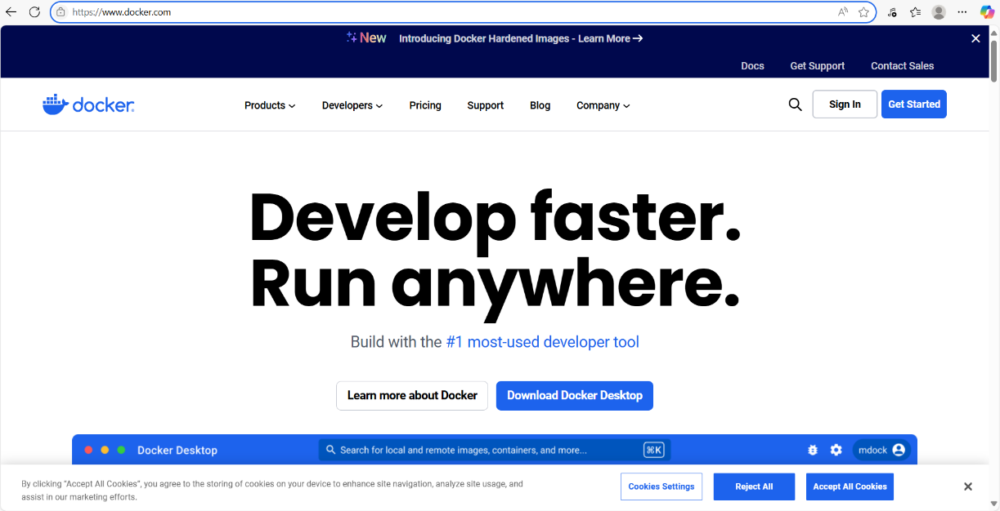 https://www.docker.com
New Introducing Docker Hardened Images - Learn More →
Docs Get Support Contact Sales
docker
Products Developers Pricing Support Blog Company Sign In Get Started
Develop faster.
Run anywhere.
Build with the #1 most-used developer tool
Learn more about Docker Download Docker Desktop
Docker Desktop Search for local and remote images, containers, and more... ⌘K mdock
By clicking “Accept All Cookies”, you agree to the storing of cookies on your device to enhance site navigation, analyze site usage, and
assist in our marketing efforts.
Cookies Settings Reject All Accept All Cookies